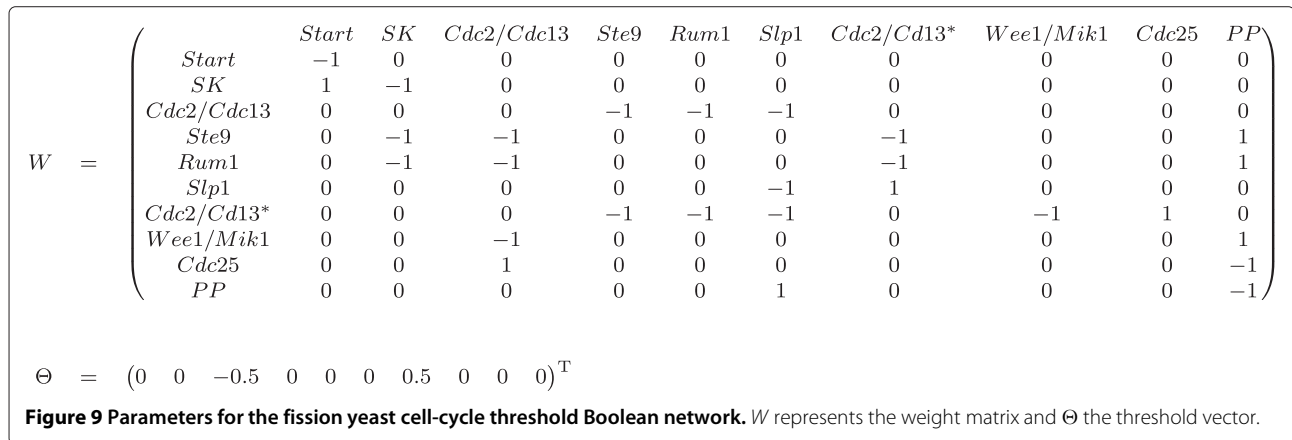 Start SK Cdc2/Cdc13 Ste9 Rum1 Slp1 Cdc2/Cd13* Wee1/Mik1 Cdc25 PP
Start −1 0 0 0 0 0 0 0 0 0
SK 1 −1 0 0 0 0 0 0 0 0
Cdc2/Cdc13 0 0 0 −1 −1 −1 0 0 0 0
Ste9 0 −1 −1 0 0 0 −1 0 0 1
W = Rum1 0 −1 −1 0 0 0 −1 0 0 1
Slp1 0 0 0 0 0 −1 1 0 0 0
Cdc2/Cd13* 0 0 0 −1 −1 −1 0 −1 1 0
Wee1/Mik1 0 0 −1 0 0 0 0 0 0 1
Cdc25 0 0 1 0 0 0 0 0 0 −1
PP 0 0 0 0 0 1 0 0 0 −1
Θ = (0 0 −0.5 0 0 0 0.5 0 0 0)T
Figure 9 Parameters for the fission yeast cell-cycle threshold Boolean network. W represents the weight matrix and Θ the threshold vector.